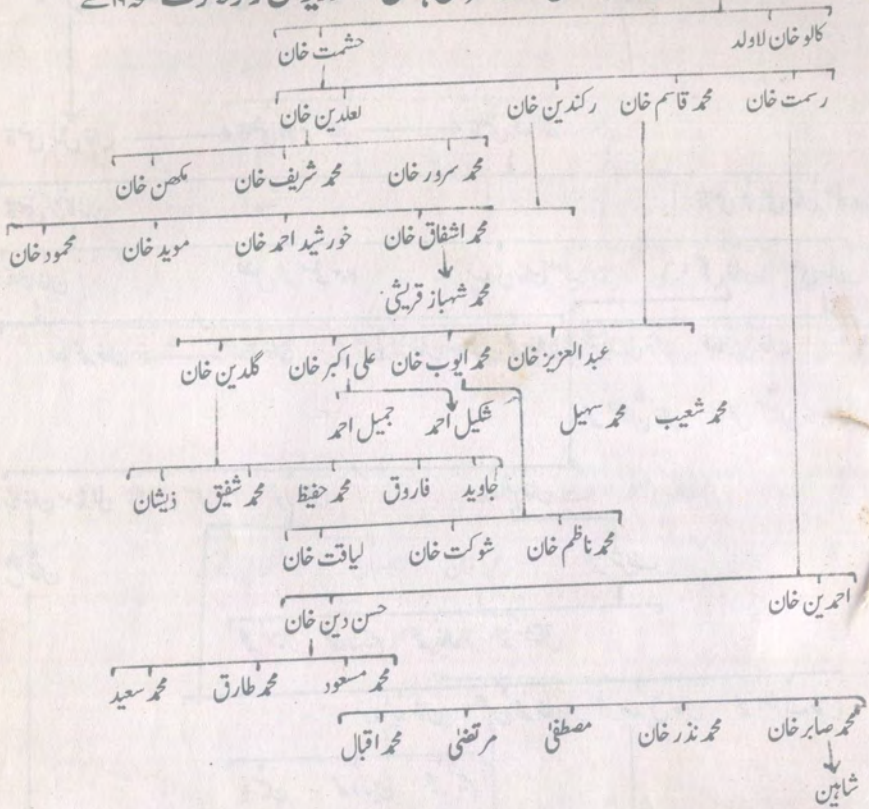 کالو خان لاولد حشمت خان
رسمت خان محمد قاسم خان رکندین خان لعلدین خان
محمد سرور خان محمد شریف خان مکھن خان
محمد اشفاق خان خورشید احمد خان موید خان محمود خان
محمد شہباز قریشی
عبد العزیز خان محمد ایوب خان علی اکبر خان گلدین خان
محمد شعیب محمد سہیل شکیل احمد جمیل احمد
جاوید فاروق محمد حفیظ محمد شفیق ذیشان
محمد ناظم خان شوکت خان لیاقت خان
احمدین خان حسن دین خان
محمد مسعود محمد طارق محمد سعید
محمد صابر خان محمد نذر خان مصطفیٰ مرتضیٰ محمد اقبال
شاہین